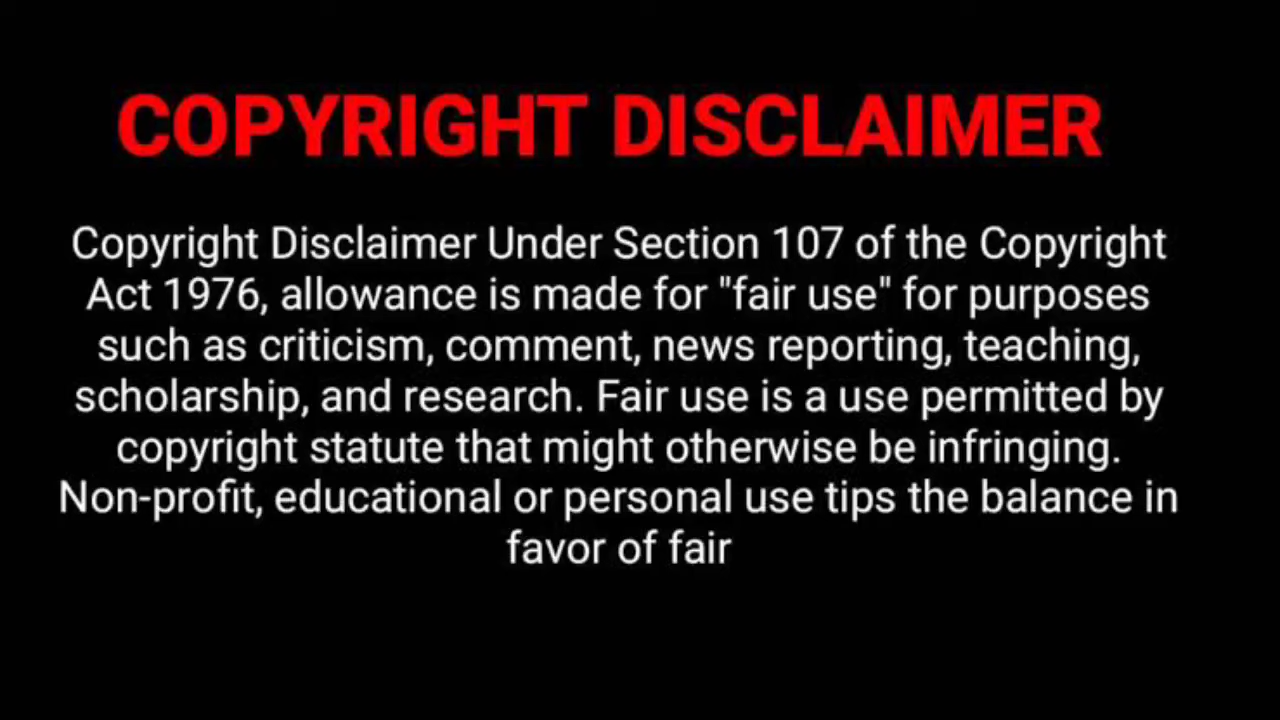 COPYRIGHT DISCLAIMER
Copyright Disclaimer Under Section 107 of the Copyright
Act 1976, allowance is made for "fair use" for purposes
such as criticism, comment, news reporting, teaching,
scholarship, and research. Fair use is a use permitted by
copyright statute that might otherwise be infringing.
Non-profit, educational or personal use tips the balance in
favor of fair